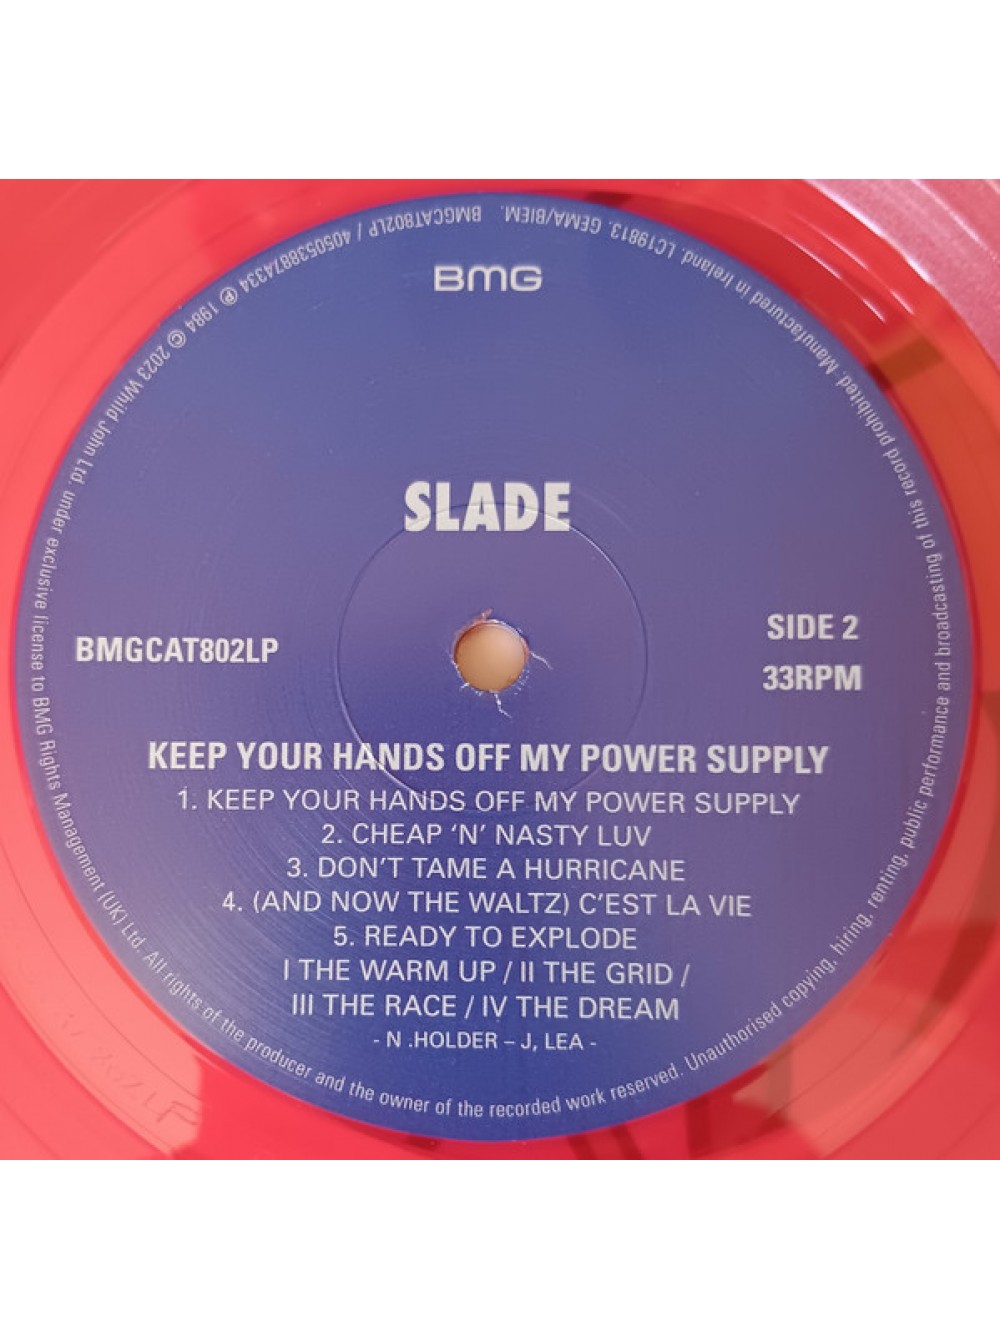 BMG
SLADE
BMGCAT802LP
SIDE 2
33RPM
KEEP YOUR HANDS OFF MY POWER SUPPLY
1. KEEP YOUR HANDS OFF MY POWER SUPPLY
2. CHEAP ‘N’ NASTY LUV
3. DON’T TAME A HURRICANE
4. (AND NOW THE WALTZ) C’EST LA VIE
5. READY TO EXPLODE
I THE WARM UP / II THE GRID /
III THE RACE / IV THE DREAM
- N .HOLDER – J, LEA -
BMGCAT802LP / 4050538874334 ℗ 1984 © 2023 Whild John Ltd. under exclusive license to BMG Rights Management (UK) Ltd. All rights of the producer and the owner of the recorded work reserved. Unauthorised copying, hiring, renting, public performance and broadcasting of this record prohibited. Manufactured in Ireland. LC19813. GEMA/BIEM.